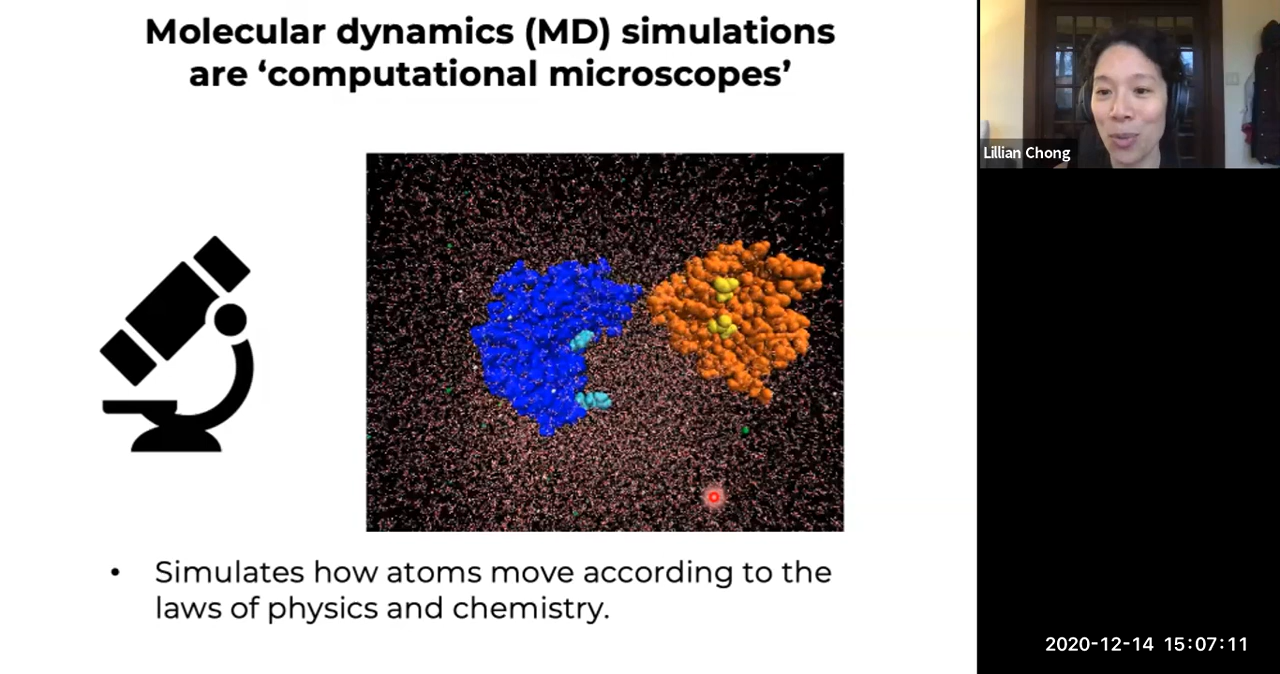 Molecular dynamics (MD) simulations
are ‘computational microscopes’
• Simulates how atoms move according to the
laws of physics and chemistry.
Lillian Chong
2020-12-14 15:07:11